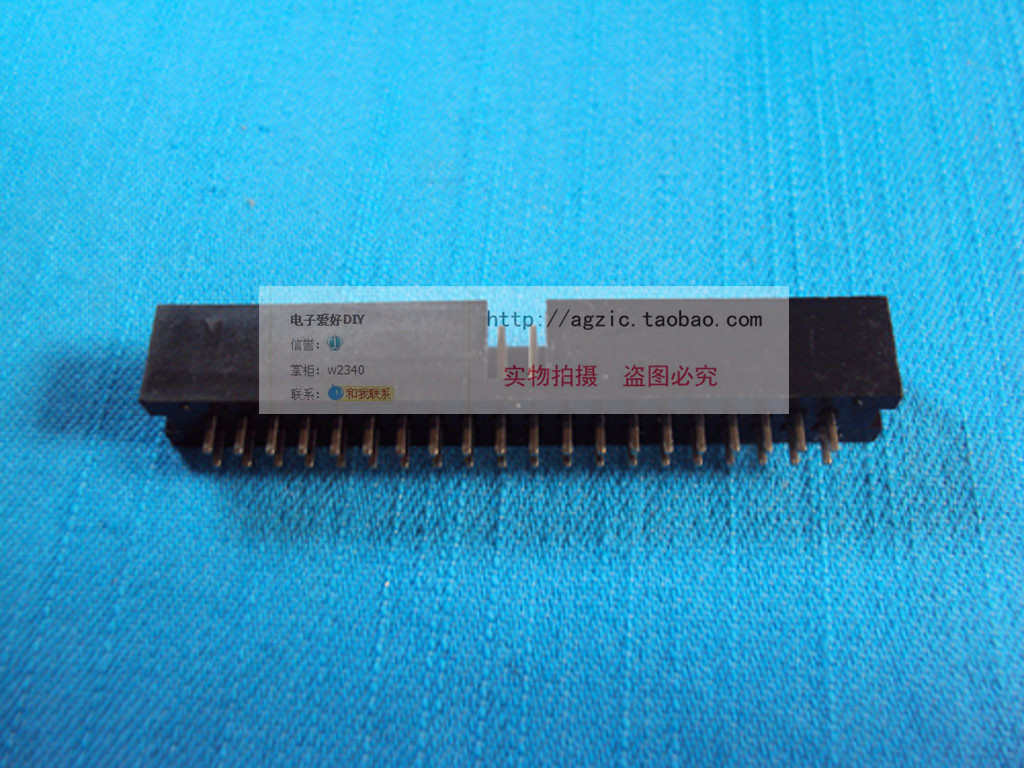 电子爱好DIY
http://agzic.taobao.com
信誉:
掌柜: w2340
实物拍摄 盗图必究
联系: 和我联系